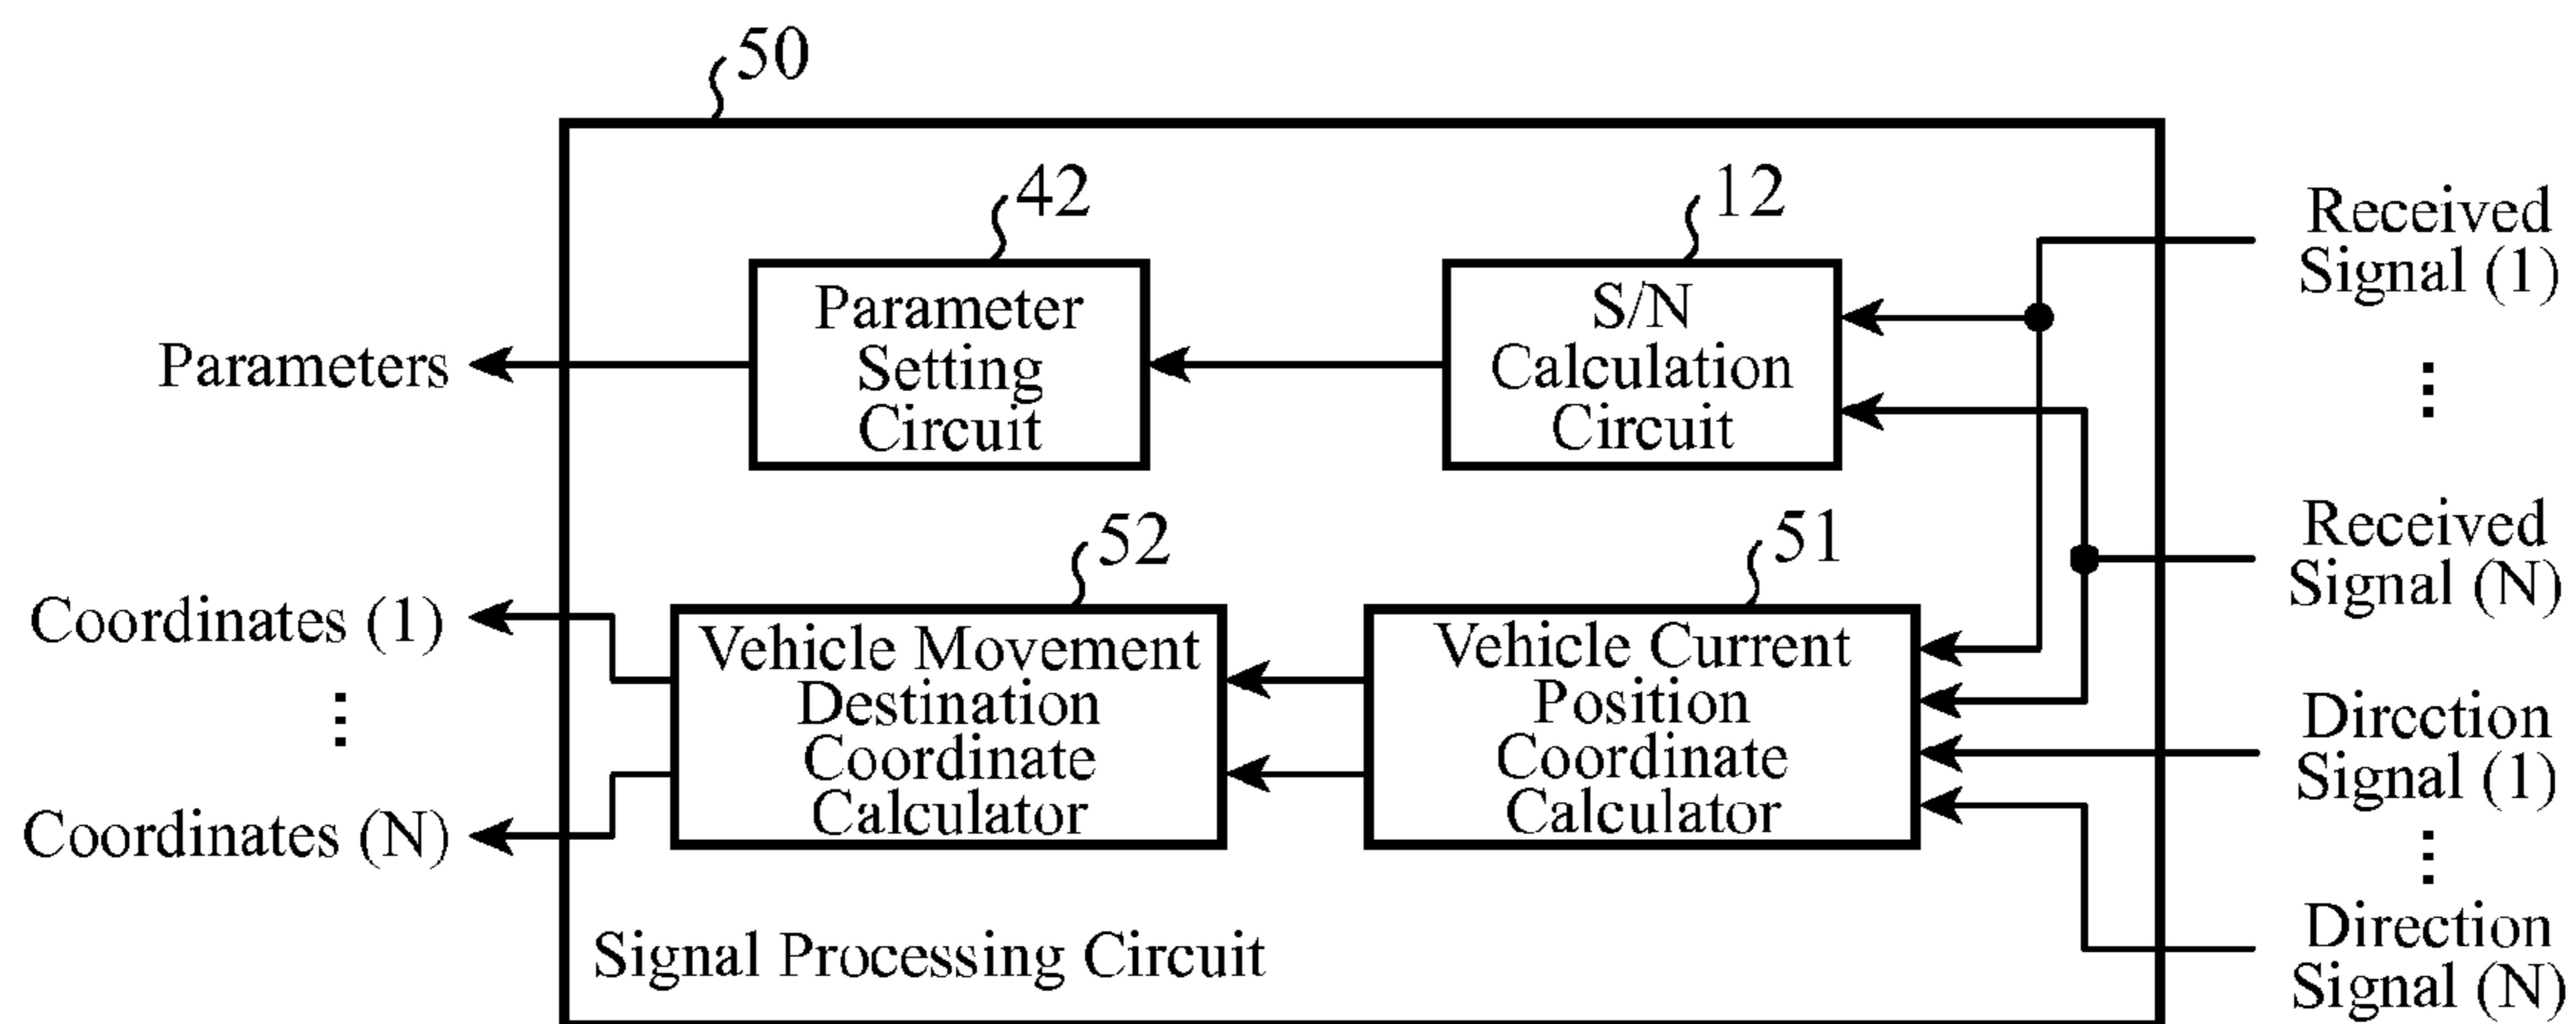 50
42
12
Received
Signal (1)
Parameter
Setting
Circuit
S/N
Calculation
Circuit
Parameters
⋮
Received
Signal (N)
52
51
Coordinates (1)
Vehicle Movement
Destination
Coordinate
Calculator
Vehicle Current
Position
Coordinate
Calculator
⋮
Dircction
Signal (1)
Coordinates (N)
⋮
Signal Processing Circuit
Direction
Signal (N)